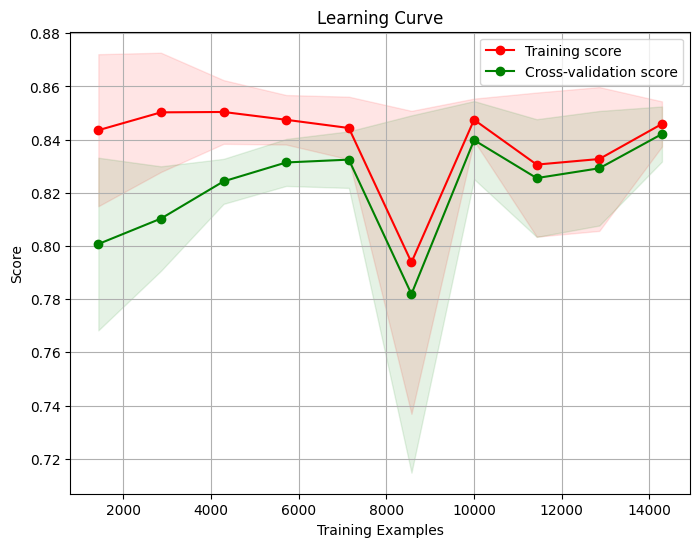 Learning Curve
Training score
Cross-validation score
0.88
0.86
0.84
0.82
0.80
0.78
0.76
0.74
0.72
Score
2000 4000 6000 8000 10000 12000 14000
Training Examples